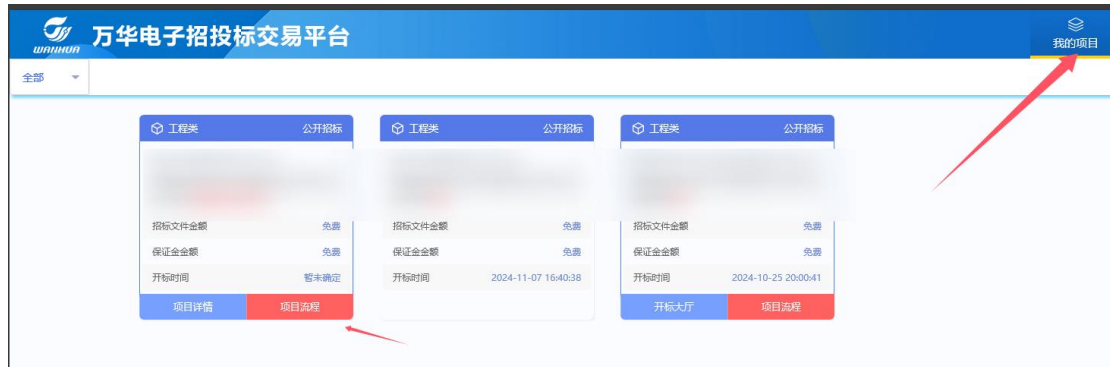 WANHUA 万华电子招投标交易平台
我的项目
全部
工程类 公开招标
招标文件金额 免费
保证金金额 免费
开标时间 暂未确定
项目详情 项目流程
工程类 公开招标
招标文件金额 免费
保证金金额 免费
开标时间 2024-11-07 16:40:38
工程类 公开招标
招标文件金额 免费
保证金金额 免费
开标时间 2024-10-25 20:00:41
开标大厅 项目流程